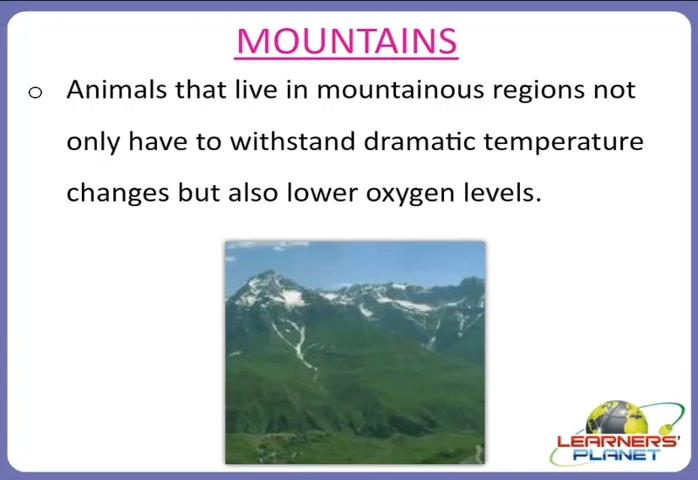 MOUNTAINS
Animals that live in mountainous regions not
only have to withstand dramatic temperature
changes but also lower oxygen levels.
LEARNERS'
PLANET